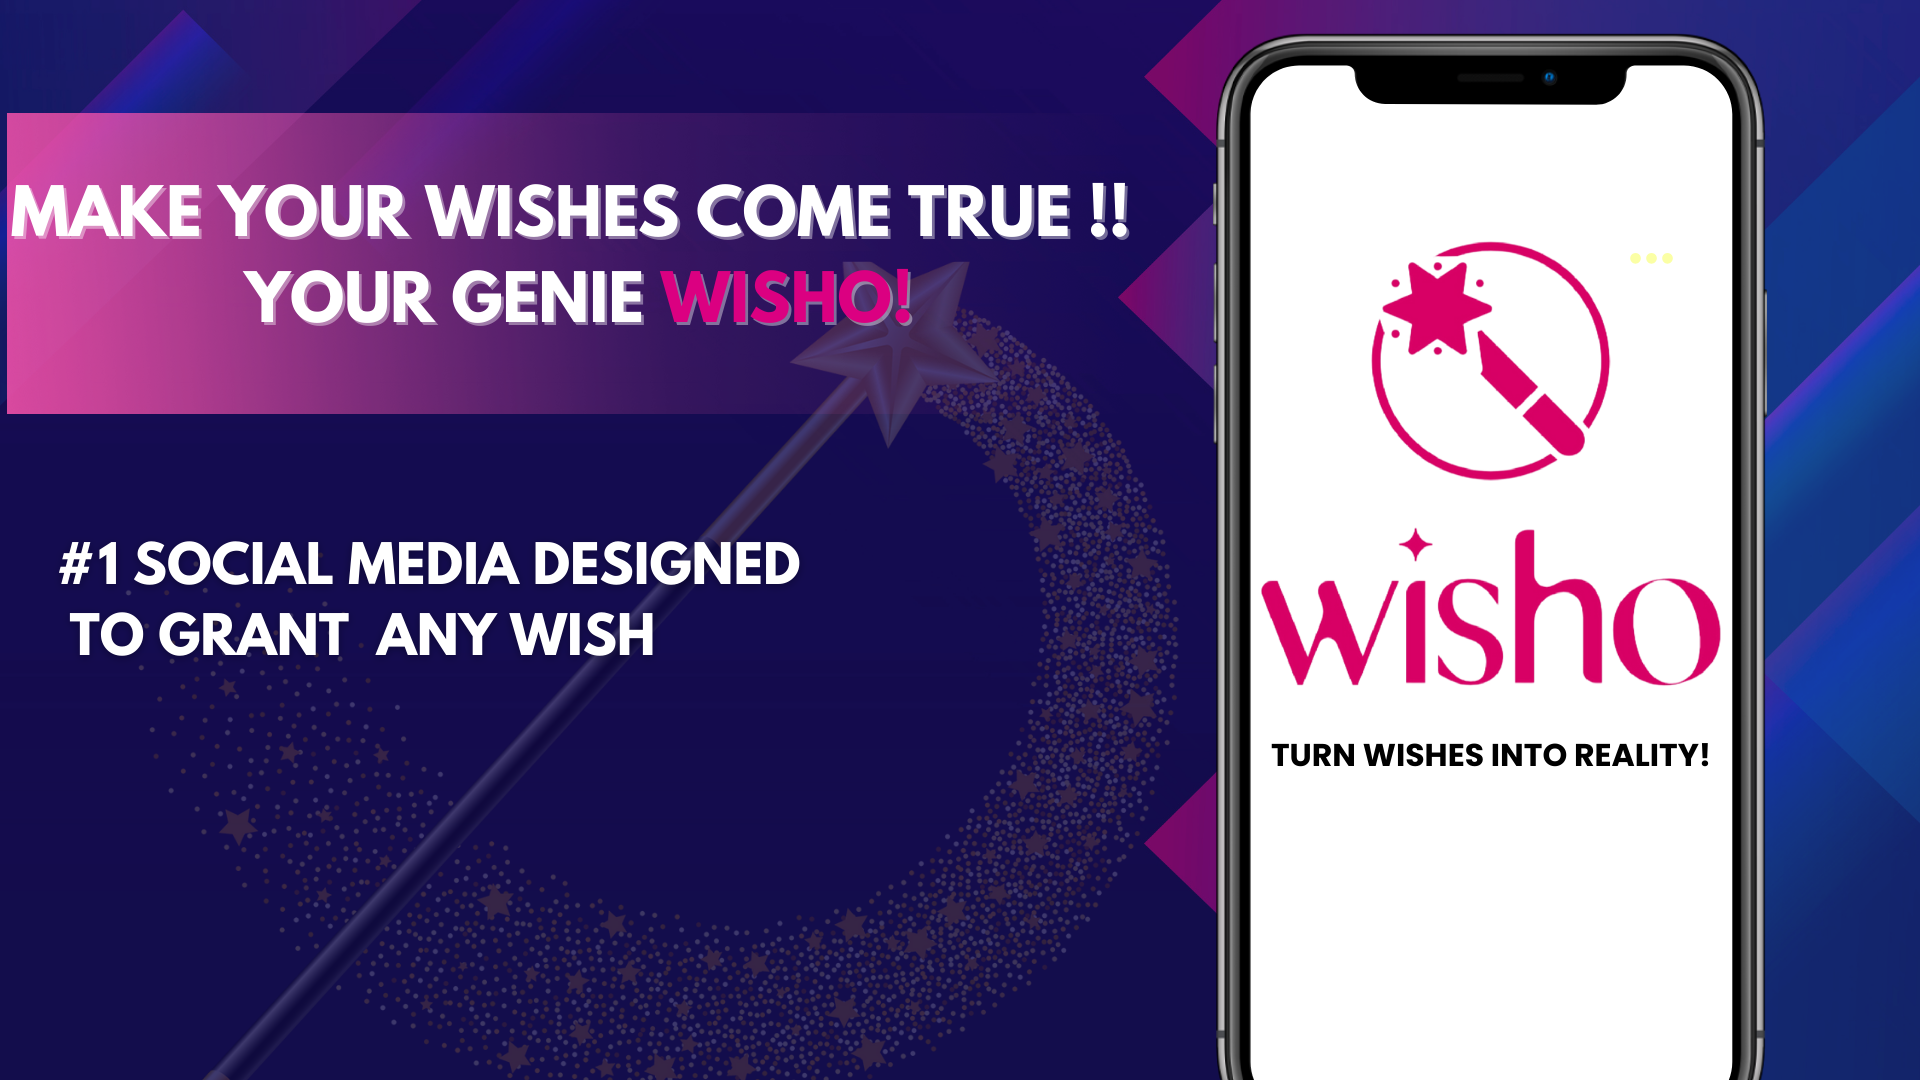 MAKE YOUR WISHES COME TRUE !!
YOUR GENIE WISHO!
#1 SOCIAL MEDIA DESIGNED
TO GRANT ANY WISH
wisho
TURN WISHES INTO REALITY!